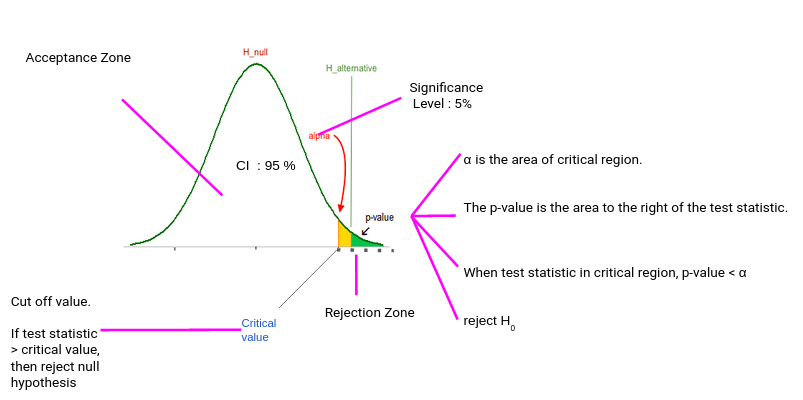 H_null
Acceptance Zone
H_alternative
Significance
Level : 5%
alpha
CI : 95 %
α is the area of critical region.
The p-value is the area to the right of the test statistic.
p-value
When test statistic in critical region, p-value < α
Cut off value.
Rejection Zone
reject H0
Critical
value
If test statistic
> critical value,
then reject null
hypothesis